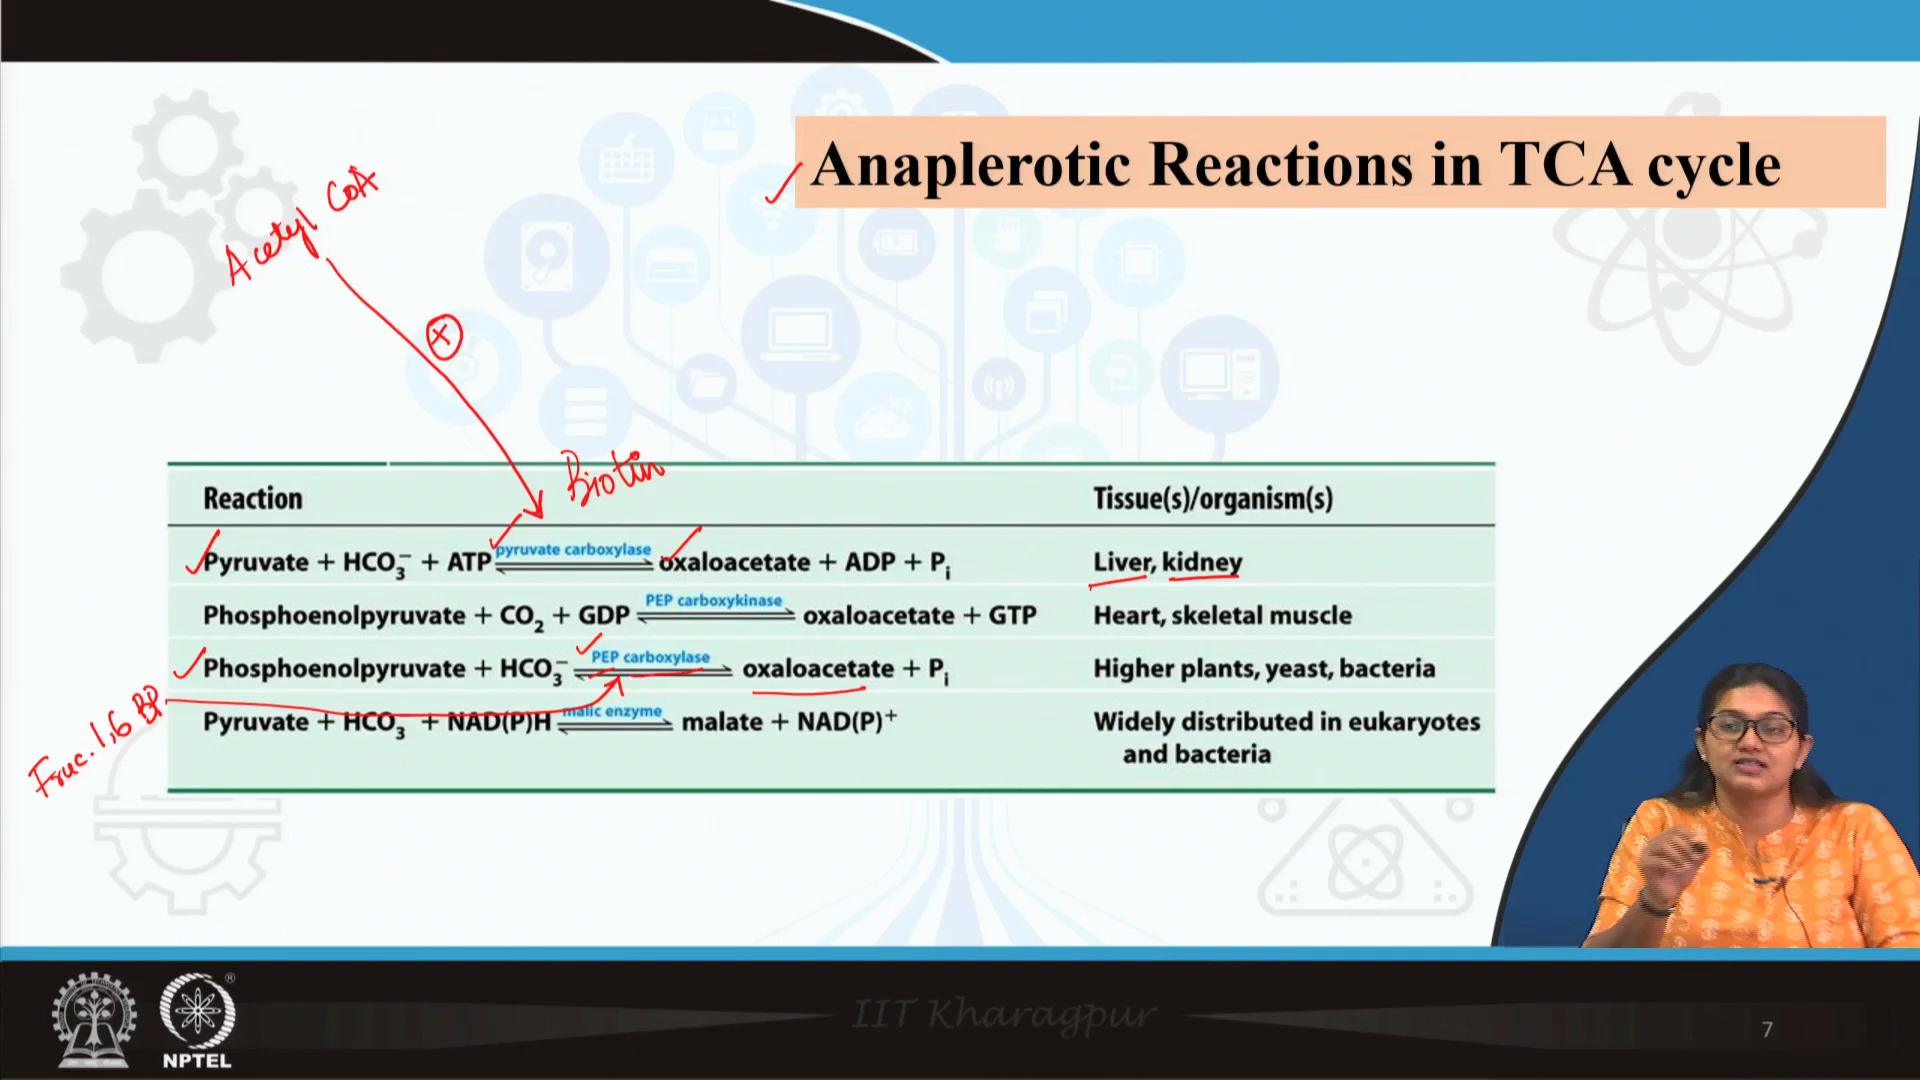 Anaplerotic Reactions in TCA cycle
Acetyl CoA
+
Biotin
Reaction Tissue(s)/organism(s)
Pyruvate + HCO₃⁻ + ATP pyruvate carboxylase oxaloacetate + ADP + Pᵢ Liver, kidney
Phosphoenolpyruvate + CO₂ + GDP PEP carboxykinase oxaloacetate + GTP Heart, skeletal muscle
Phosphoenolpyruvate + HCO₃⁻ PEP carboxylase oxaloacetate + Pᵢ Higher plants, yeast, bacteria
Fruc. 1,6 BP
Pyruvate + HCO₃⁻ + NAD(P)H malic enzyme malate + NAD(P)⁺ Widely distributed in eukaryotes
and bacteria
®
NPTEL
IIT Kharagpur
7